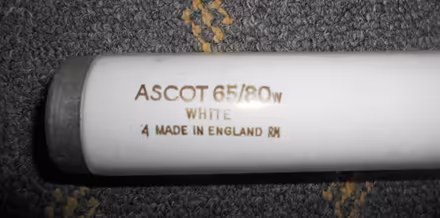 ASCOT 65/80w
WHITE
4 MADE IN ENGLAND RM